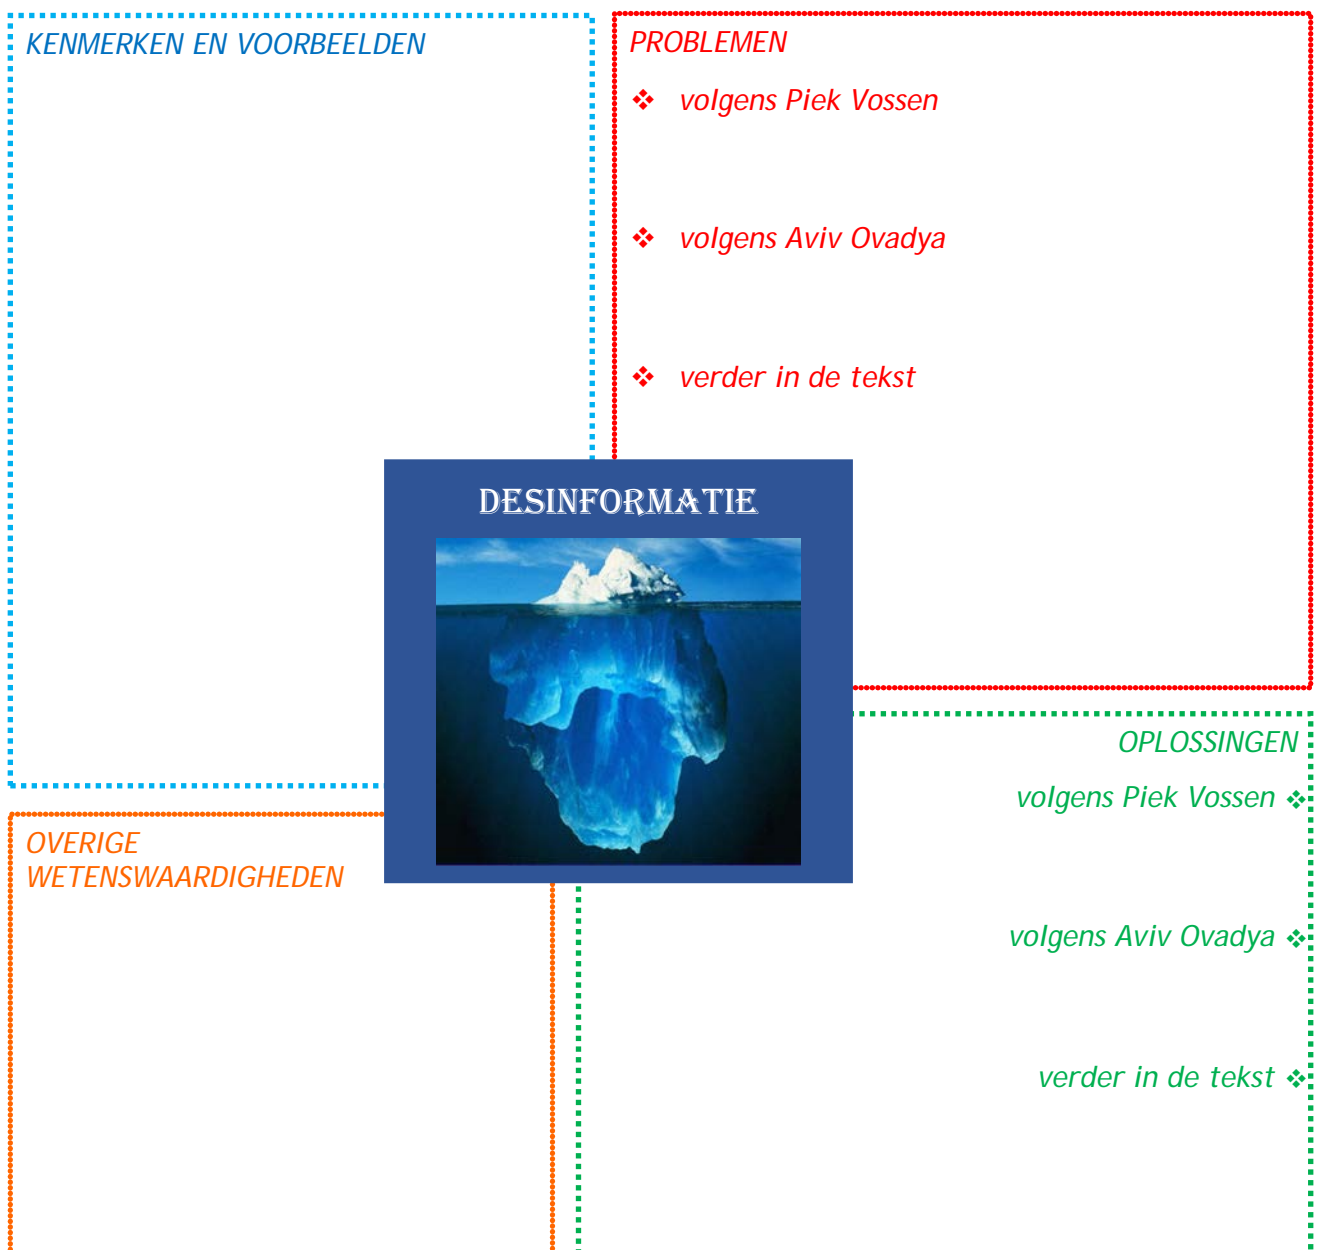 KENMERKEN EN VOORBEELDEN
PROBLEMEN
❖ volgens Piek Vossen
❖ volgens Aviv Ovadya
❖ verder in de tekst
DESINFORMATIE
OPLOSSINGEN
volgens Piek Vossen ❖
volgens Aviv Ovadya ❖
verder in de tekst ❖
OVERIGE
WETENSWAARDIGHEDEN